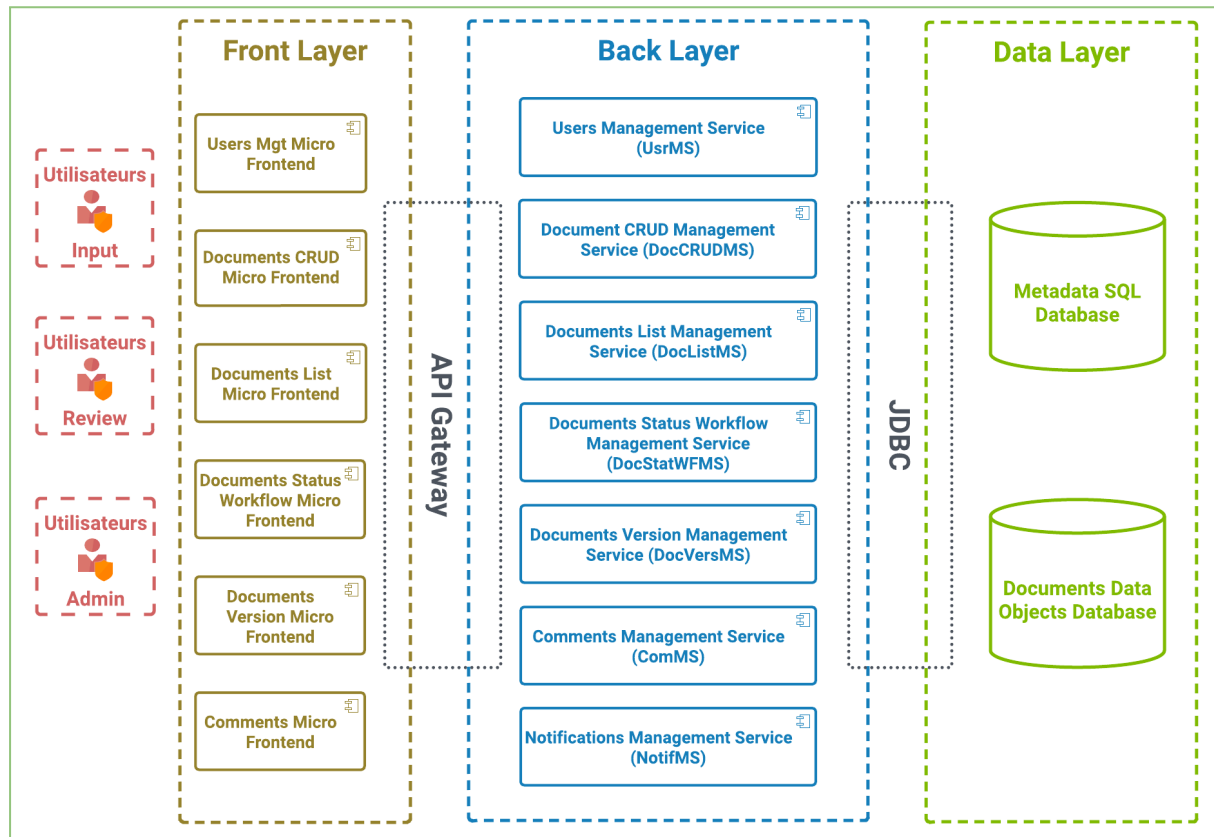 Front Layer
Back Layer
Data Layer
Utilisateurs
Input
Utilisateurs
Review
Utilisateurs
Admin
Users Mgt Micro
Frontend
Documents CRUD
Micro Frontend
Documents List
Micro Frontend
Documents Status
Workflow Micro
Frontend
Documents
Version Micro
Frontend
Comments Micro
Frontend
API Gateway
Users Management Service
(UsrMS)
Document CRUD Management
Service (DocCRUDMS)
Documents List Management
Service (DocListMS)
Documents Status Workflow
Management Service
(DocStatWFMS)
Documents Version Management
Service (DocVersMS)
Comments Management Service
(ComMS)
Notifications Management Service
(NotifMS)
JDBC
Metadata SQL
Database
Documents Data
Objects Database